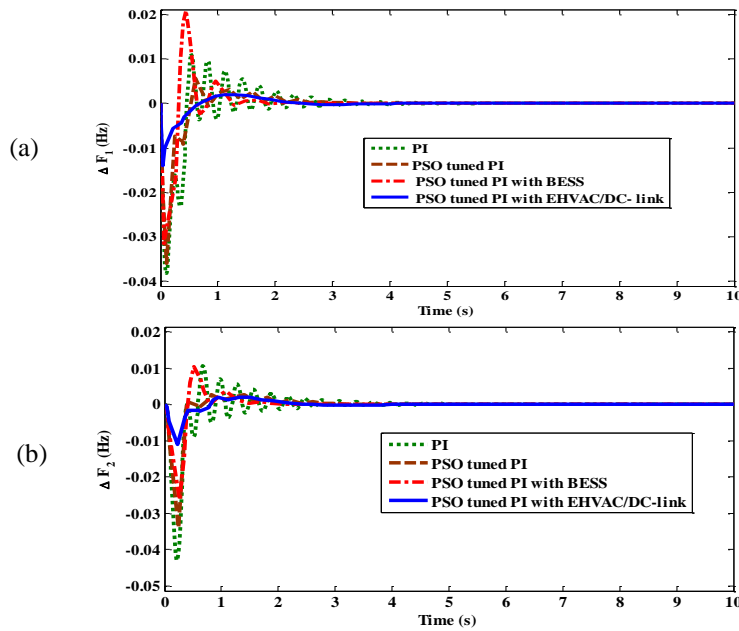 (a)
Δ F1 (Hz)
0.02
0.01
0
-0.01
-0.02
-0.03
-0.04
PI
PSO tuned PI
PSO tuned PI with BESS
PSO tuned PI with EHVAC/DC- link
0 1 2 3 4 5 6 7 8 9 10
Time (s)
(b)
Δ F2 (Hz)
0.02
0.01
0
-0.01
-0.02
-0.03
-0.04
-0.05
PI
PSO tuned PI
PSO tuned PI with BESS
PSO tuned PI with EHVAC/DC-link
0 1 2 3 4 5 6 7 8 9 10
Time (s)